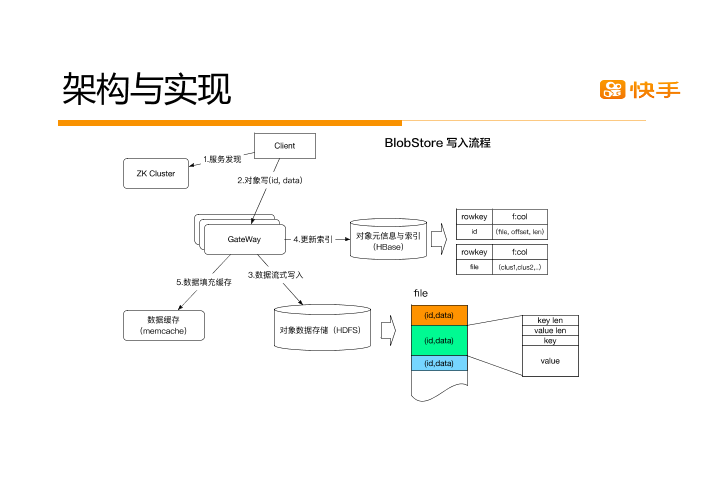 架构与实现
快手
BlobStore 写入流程
Client
1.服务发现
ZK Cluster
2.对象写(id, data)
GateWay
4.更新索引
对象元信息与索引
（HBase）
rowkey f:col
id (file, offset, len)
rowkey f:col
file (clus1,clus2,..)
5.数据填充缓存
3.数据流式写入
数据缓存
（memcache）
对象数据存储（HDFS）
file
(id,data)
(id,data)
(id,data)
key len
value len
key
value